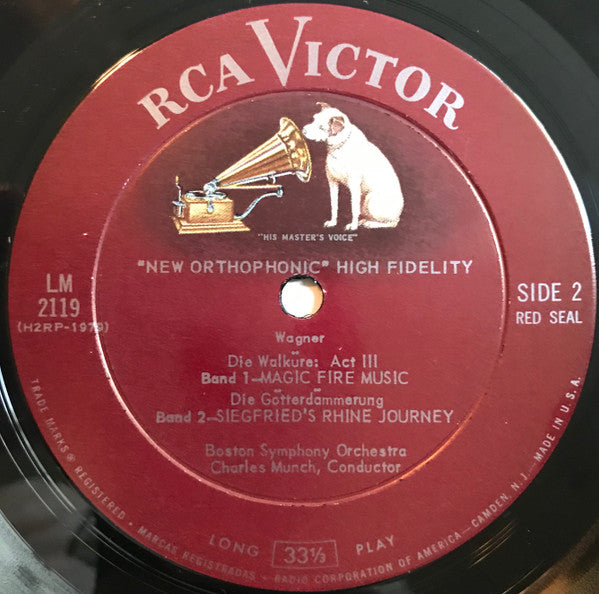 RCA VICTOR
"HIS MASTER'S VOICE"
"NEW ORTHOPHONIC" HIGH FIDELITY
LM
2119
(H2RP-1979)
SIDE 2
RED SEAL
Wagner
Die Walküre: Act III
Band 1—MAGIC FIRE MUSIC
Die Götterdämmerung
Band 2—SIEGFRIED'S RHINE JOURNEY
Boston Symphony Orchestra
Charles Munch, Conductor
LONG 33⅓ PLAY
TRADE MARKS ® REGISTERED • MARCAS REGISTRADAS • RADIO CORPORATION OF AMERICA—CAMDEN, N. J.—MADE IN U.S.A.